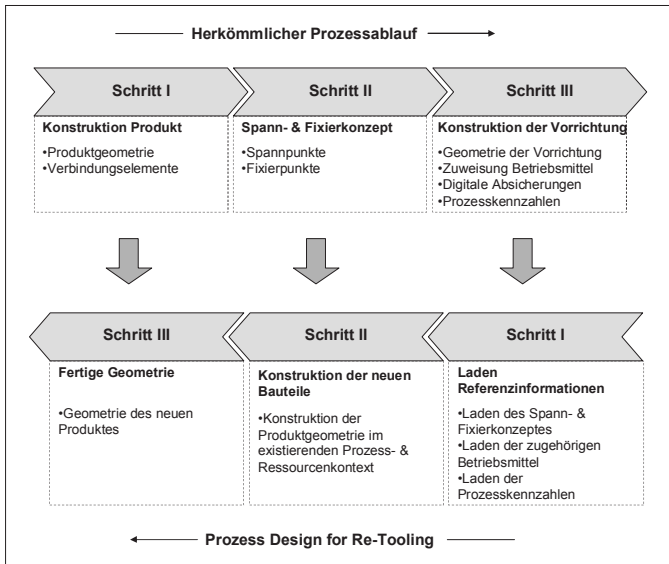 Herkömmlicher Prozessablauf
Schritt I
Schritt II
Schritt III
Konstruktion Produkt
•Produktgeometrie
•Verbindungselemente
Spann- & Fixierkonzept
•Spannpunkte
•Fixierpunkte
Konstruktion der Vorrichtung
•Geometrie der Vorrichtung
•Zuweisung Betriebsmittel
•Digitale Absicherungen
•Prozesskennzahlen
Schritt III
Schritt II
Schritt I
Fertige Geometrie
•Geometrie des neuen
Produktes
Konstruktion der neuen
Bauteile
•Konstruktion der
Produktgeometrie im
existierenden Prozess- &
Ressourcenkontext
Laden
Referenzinformationen
•Laden des Spann- &
Fixierkonzeptes
•Laden der zugehörigen
Betriebsmittel
•Laden der
Prozesskennzahlen
Prozess Design for Re-Tooling